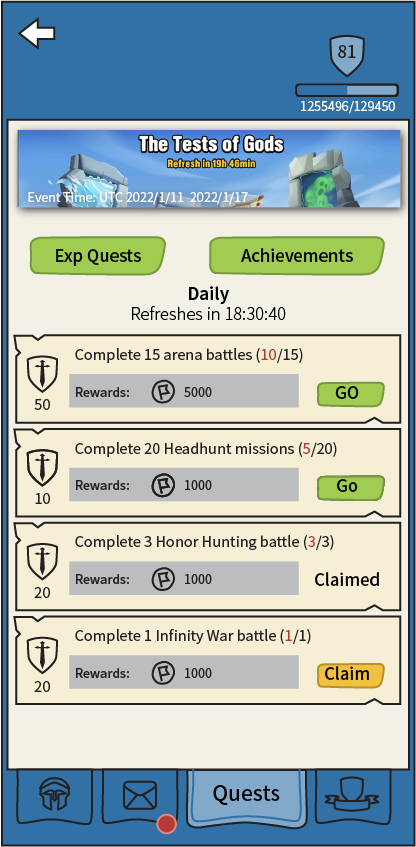 81
1255496/129450
The Tests of Gods
Refresh in 19h 46min
Event Time: UTC 2022/1/11 2022/1/17
Exp Quests
Achievements
Daily
Refreshes in 18:30:40
Complete 15 arena battles (10/15)
50
Rewards: 5000
GO
Complete 20 Headhunt missions (5/20)
10
Rewards: 1000
Go
Complete 3 Honor Hunting battle (3/3)
20
Rewards: 1000
Claimed
Complete 1 Infinity War battle (1/1)
20
Rewards: 1000
Claim
Quests